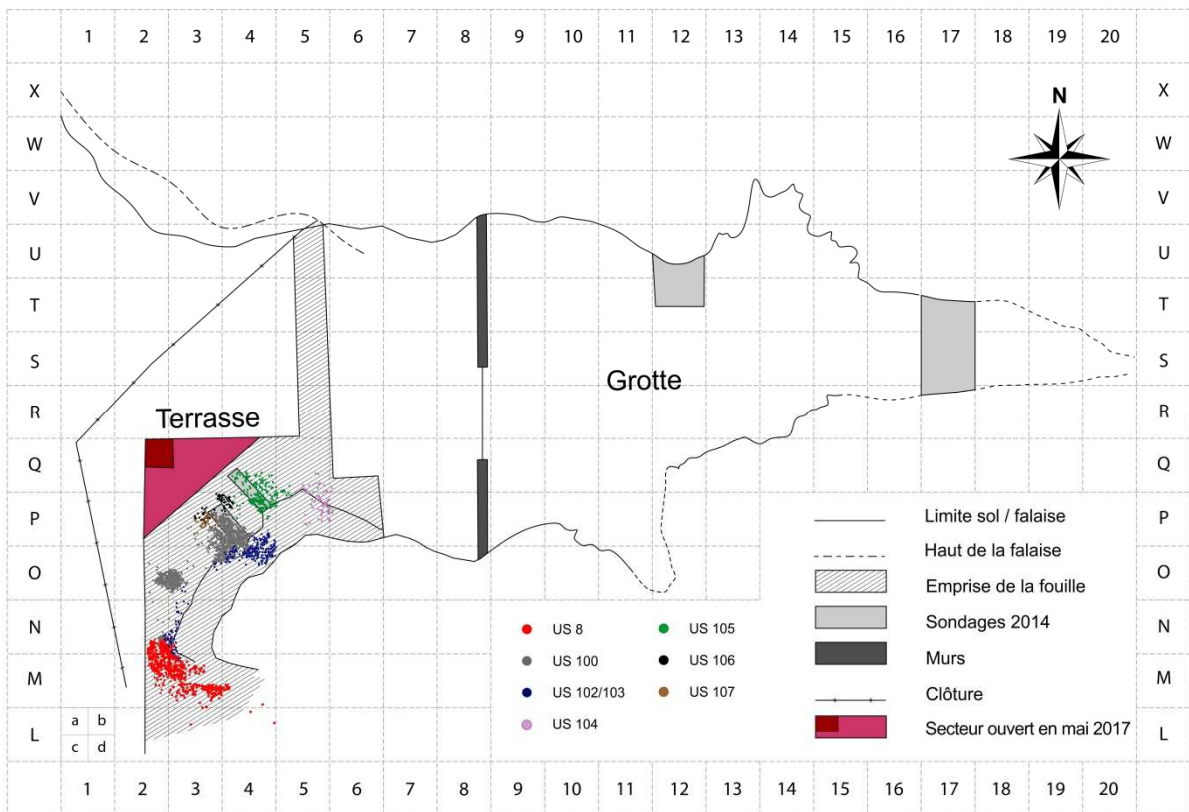 1 2 3 4 5 6 7 8 9 10 11 12 13 14 15 16 17 18 19 20
X X
N
W W
V V
U U
T T
S S
Grotte
R R
Terrasse
Q Q
P P
Limite sol / falaise
Haut de la falaise
O O
Emprise de la fouille
Sondages 2014
N N
US 8 US 105
Murs
US 100 US 106
M M
US 102/103 US 107
Clôture
US 104
Secteur ouvert en mai 2017
L L
a b
c d
1 2 3 4 5 6 7 8 9 10 11 12 13 14 15 16 17 18 19 20